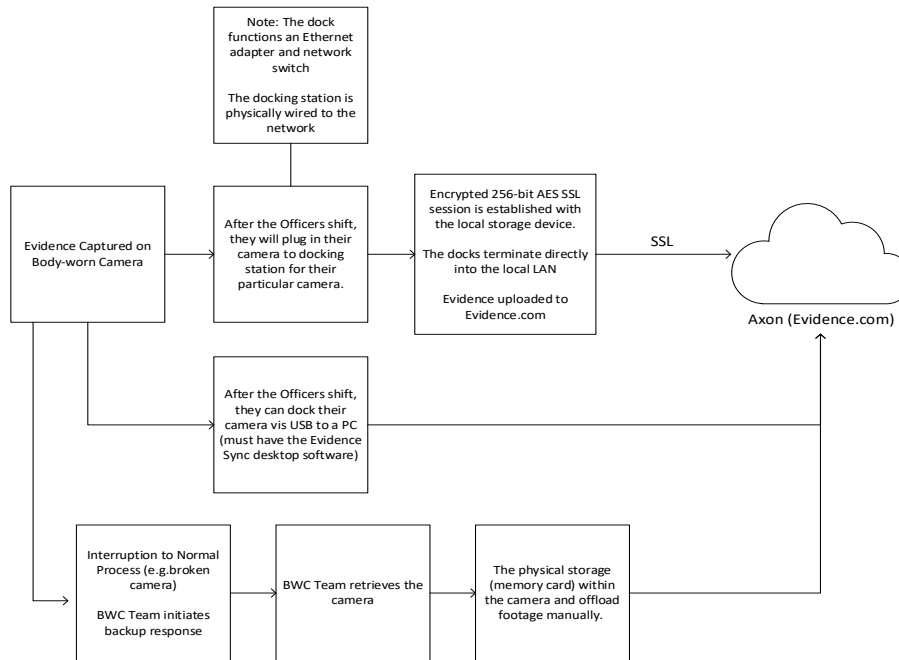 Note: The dock
functions an Ethernet
adapter and network
switch
The docking station is
physically wired to the
network
Evidence Captured on
Body-worn Camera
After the Officers shift,
they will plug in their
camera to docking
station for their
particular camera.
Encrypted 256-bit AES SSL
session is established with
the local storage device.
The docks terminate directly
into the local LAN
Evidence uploaded to
Evidence.com
SSL
Axon (Evidence.com)
After the Officers shift,
they can dock their
camera vis USB to a PC
(must have the Evidence
Sync desktop software)
Interruption to Normal
Process (e.g.broken
camera)
BWC Team initiates
backup response
BWC Team retrieves the
camera
The physical storage
(memory card) within
the camera and offload
footage manually.